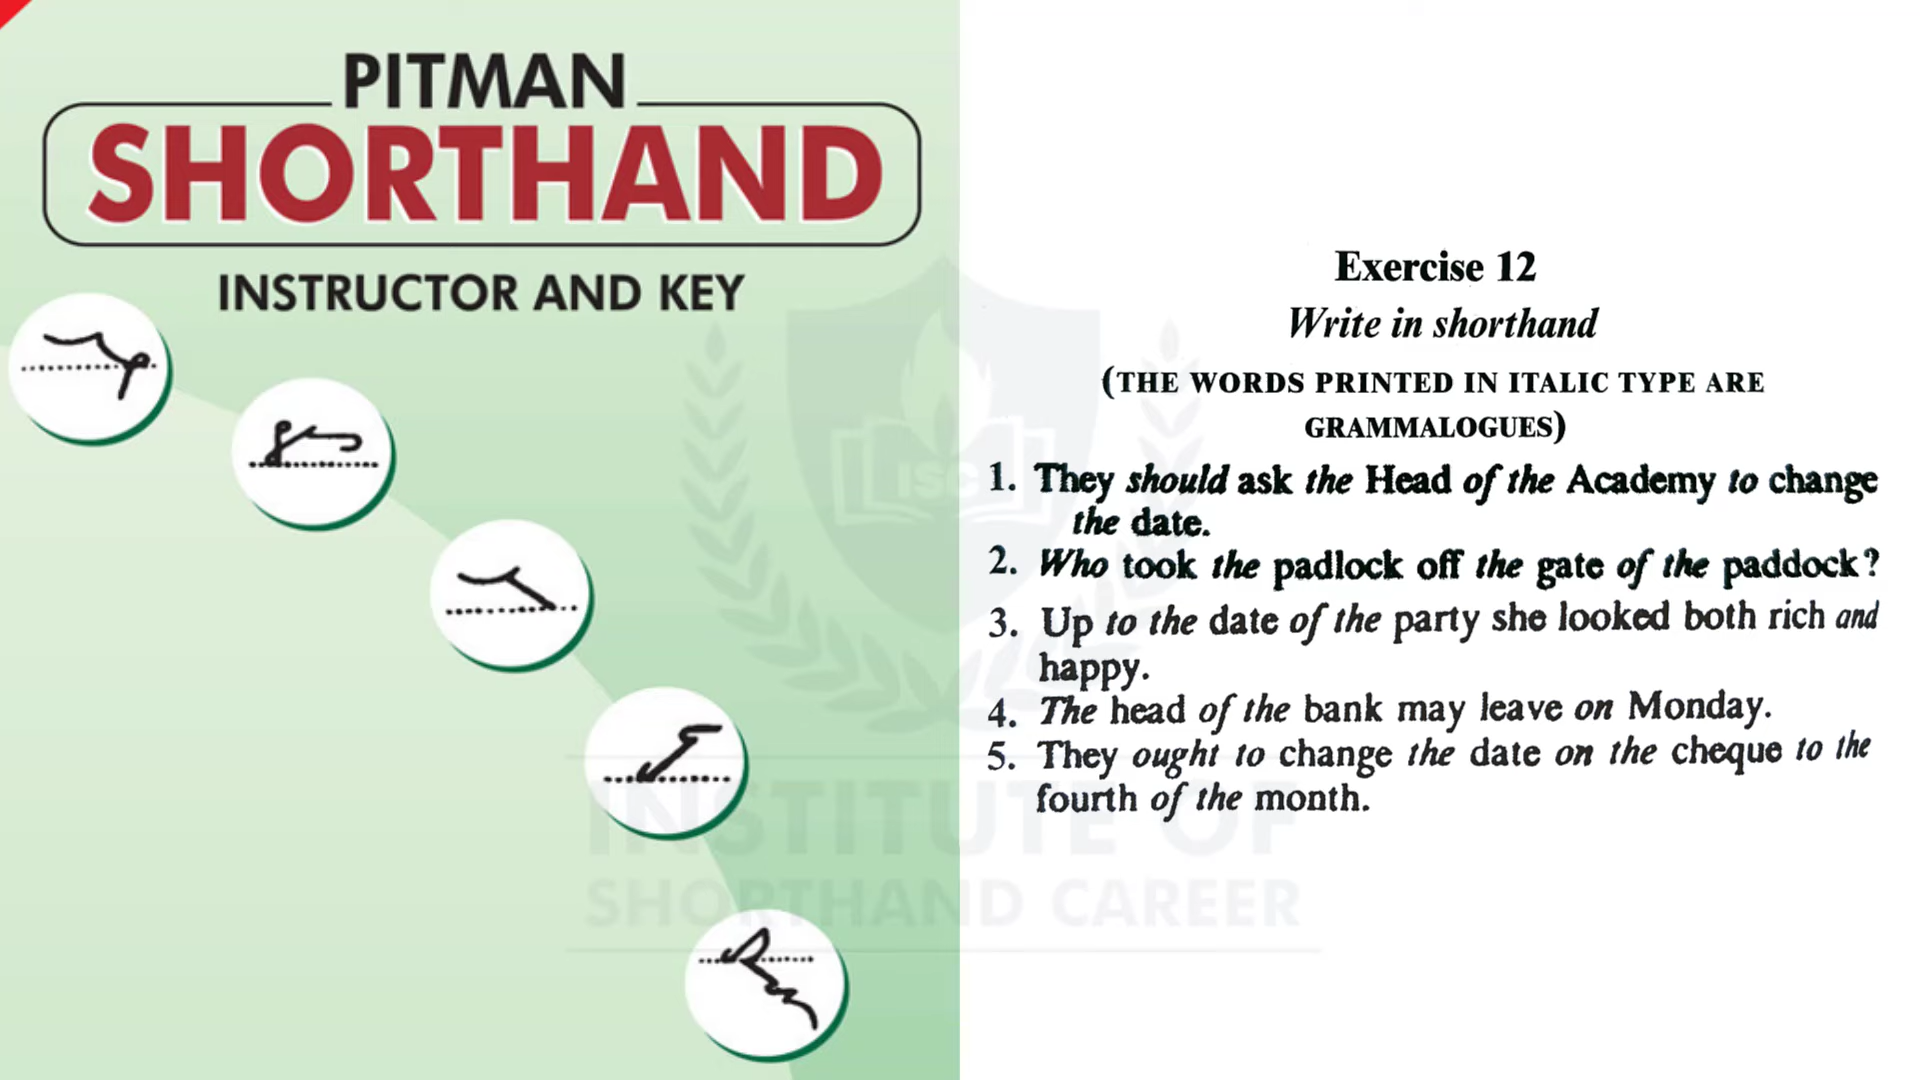 PITMAN
SHORTHAND
INSTRUCTOR AND KEY
Exercise 12
Write in shorthand
(THE WORDS PRINTED IN ITALIC TYPE ARE
GRAMMALOGUES)
1. They should ask the Head of the Academy to change
the date.
2. Who took the padlock off the gate of the paddock?
3. Up to the date of the party she looked both rich and
happy.
4. The head of the bank may leave on Monday.
5. They ought to change the date on the cheque to the
fourth of the month.
ISC
INSTITUTE OF
SHORTHAND CAREER